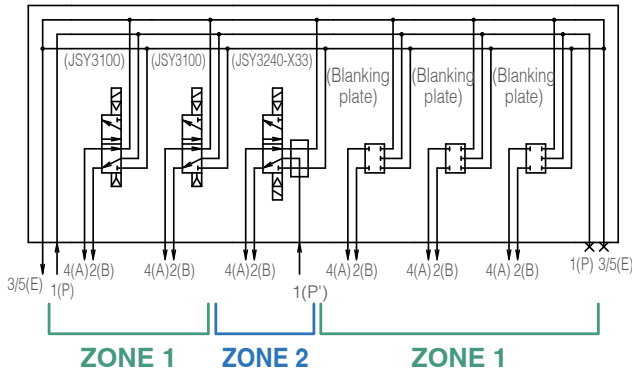 (JSY3100) (JSY3100) (JSY3240-X33) (Blanking plate) (Blanking plate) (Blanking plate)
3/5(E) 1(P) 4(A) 2(B) 4(A) 2(B) 4(A) 2(B) 1(P') 4(A) 2(B) 4(A) 2(B) 4(A) 2(B) 1(P) 3/5(E)
ZONE 1 ZONE 2 ZONE 1